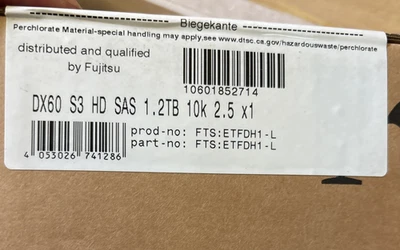 Biegekante
Perchlorate Material-special handling may apply,see www.dtsc.ca.gov/hazardouswaste/perchlorate
distributed and qualified
by Fujitsu
10601852714
DX60 S3 HD SAS 1.2TB 10k 2.5 x1
prod-no: FTS:ETFDH1-L
part-no: FTS:ETFDH1-L
4 053026 741286